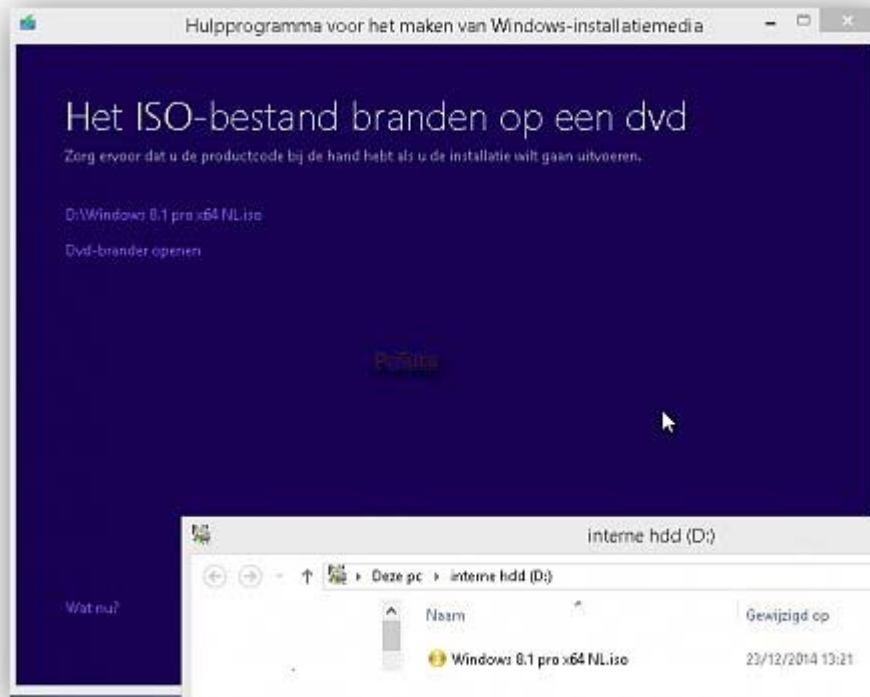 Hulpprogramma voor het maken van Windows-installatiemedia
Het ISO-bestand branden op een dvd
Zorg ervoor dat u de productcode bij de hand hebt als u de installatie wilt gaan uitvoeren.
D:\Windows 8.1 pro x64 NL.iso
Dvd-brander openen
Wat nu?
interne hdd (D:)
Deze pc
interne hdd (D:)
Naam
Gewijzigd op
Windows 8.1 pro x64 NL.iso
23/12/2014 13:21